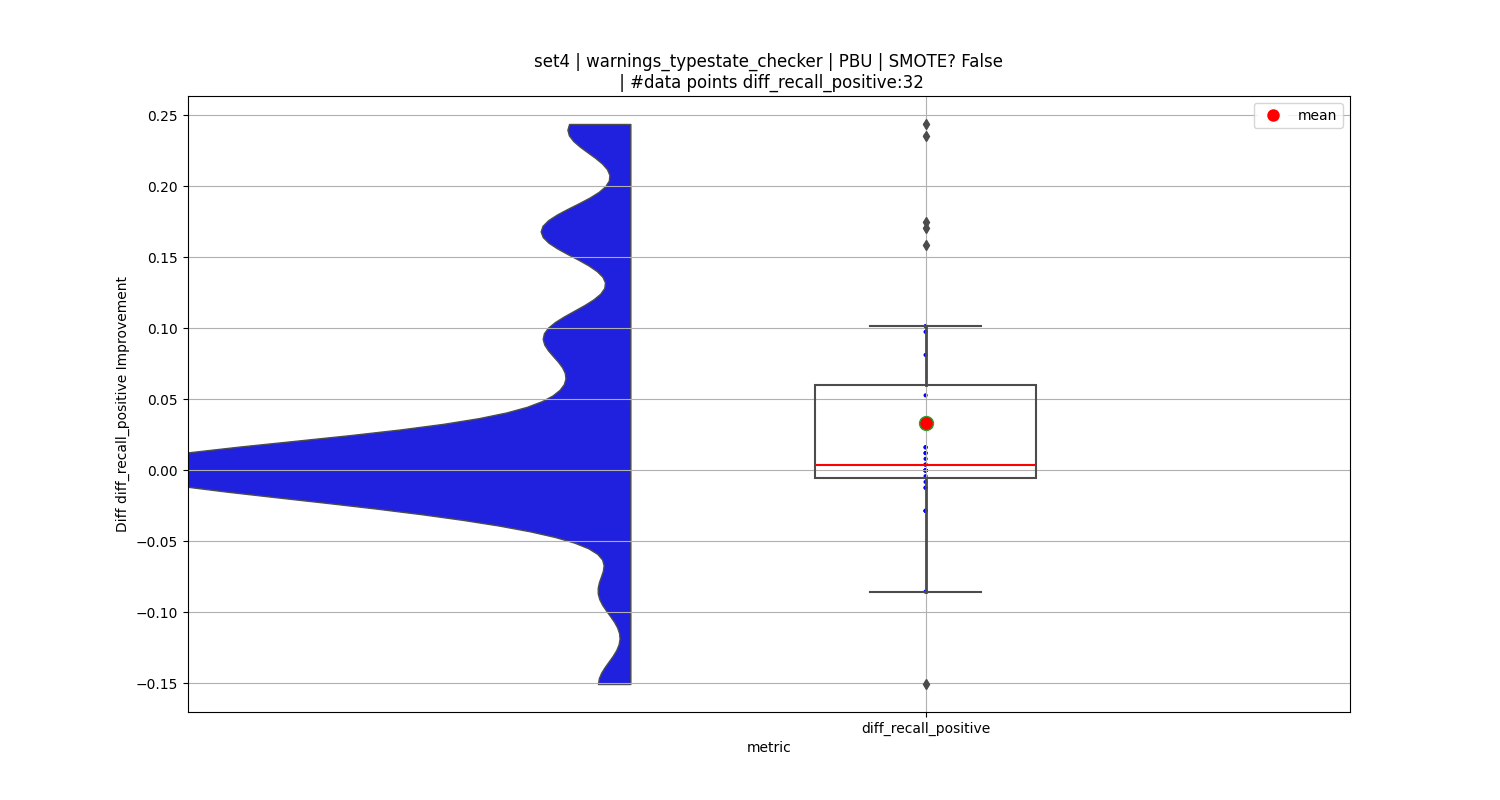 set4 | warnings_typestate_checker | PBU | SMOTE? False
| #data points diff_recall_positive:32
mean
Diff diff_recall_positive Improvement
0.25
0.20
0.15
0.10
0.05
0.00
−0.05
−0.10
−0.15
diff_recall_positive
metric